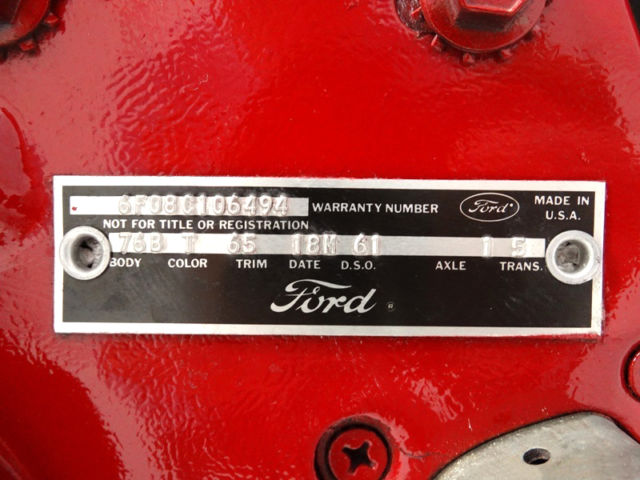 6F08C106494 WARRANTY NUMBER Ford MADE IN U.S.A.
NOT FOR TITLE OR REGISTRATION
76B T 65 18M 61 1 5
BODY COLOR TRIM DATE D.S.O. AXLE TRANS.
Ford ®